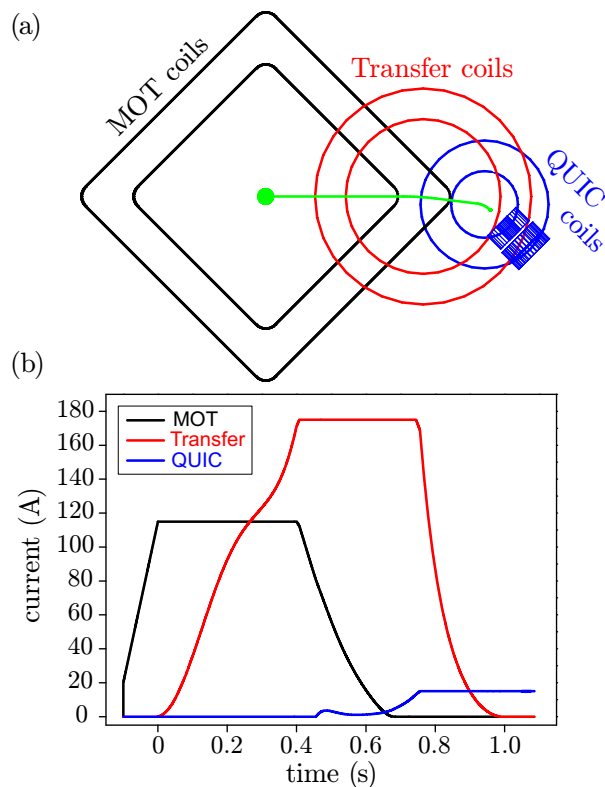 (a)
MOT coils
Transfer coils
QUIC
coils
(b)
MOT
Transfer
QUIC
current (A)
180
160
140
120
100
80
60
40
20
0
0
0.2
0.4
0.6
0.8
1.0
time (s)